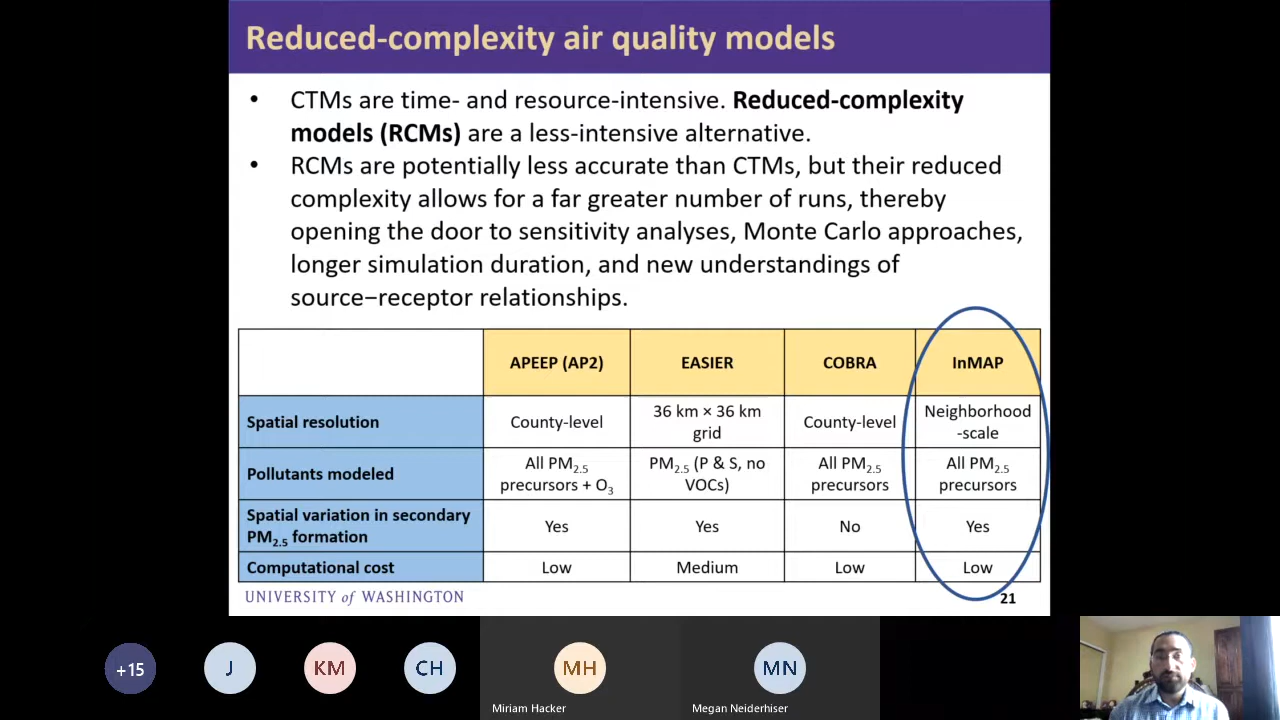 Reduced-complexity air quality models
• CTMs are time- and resource-intensive. Reduced-complexity
models (RCMs) are a less-intensive alternative.
• RCMs are potentially less accurate than CTMs, but their reduced
complexity allows for a far greater number of runs, thereby
opening the door to sensitivity analyses, Monte Carlo approaches,
longer simulation duration, and new understandings of
source–receptor relationships.
APEEP (AP2) EASIER COBRA InMAP
Spatial resolution County-level 36 km × 36 km grid County-level Neighborhood-scale
Pollutants modeled All PM2.5 precursors + O3 PM2.5 (P & S, no VOCs) All PM2.5 precursors All PM2.5 precursors
Spatial variation in secondary PM2.5 formation Yes Yes No Yes
Computational cost Low Medium Low Low
UNIVERSITY of WASHINGTON 21
+15 J KM CH MH MN
Miriam Hacker Megan Neiderhiser